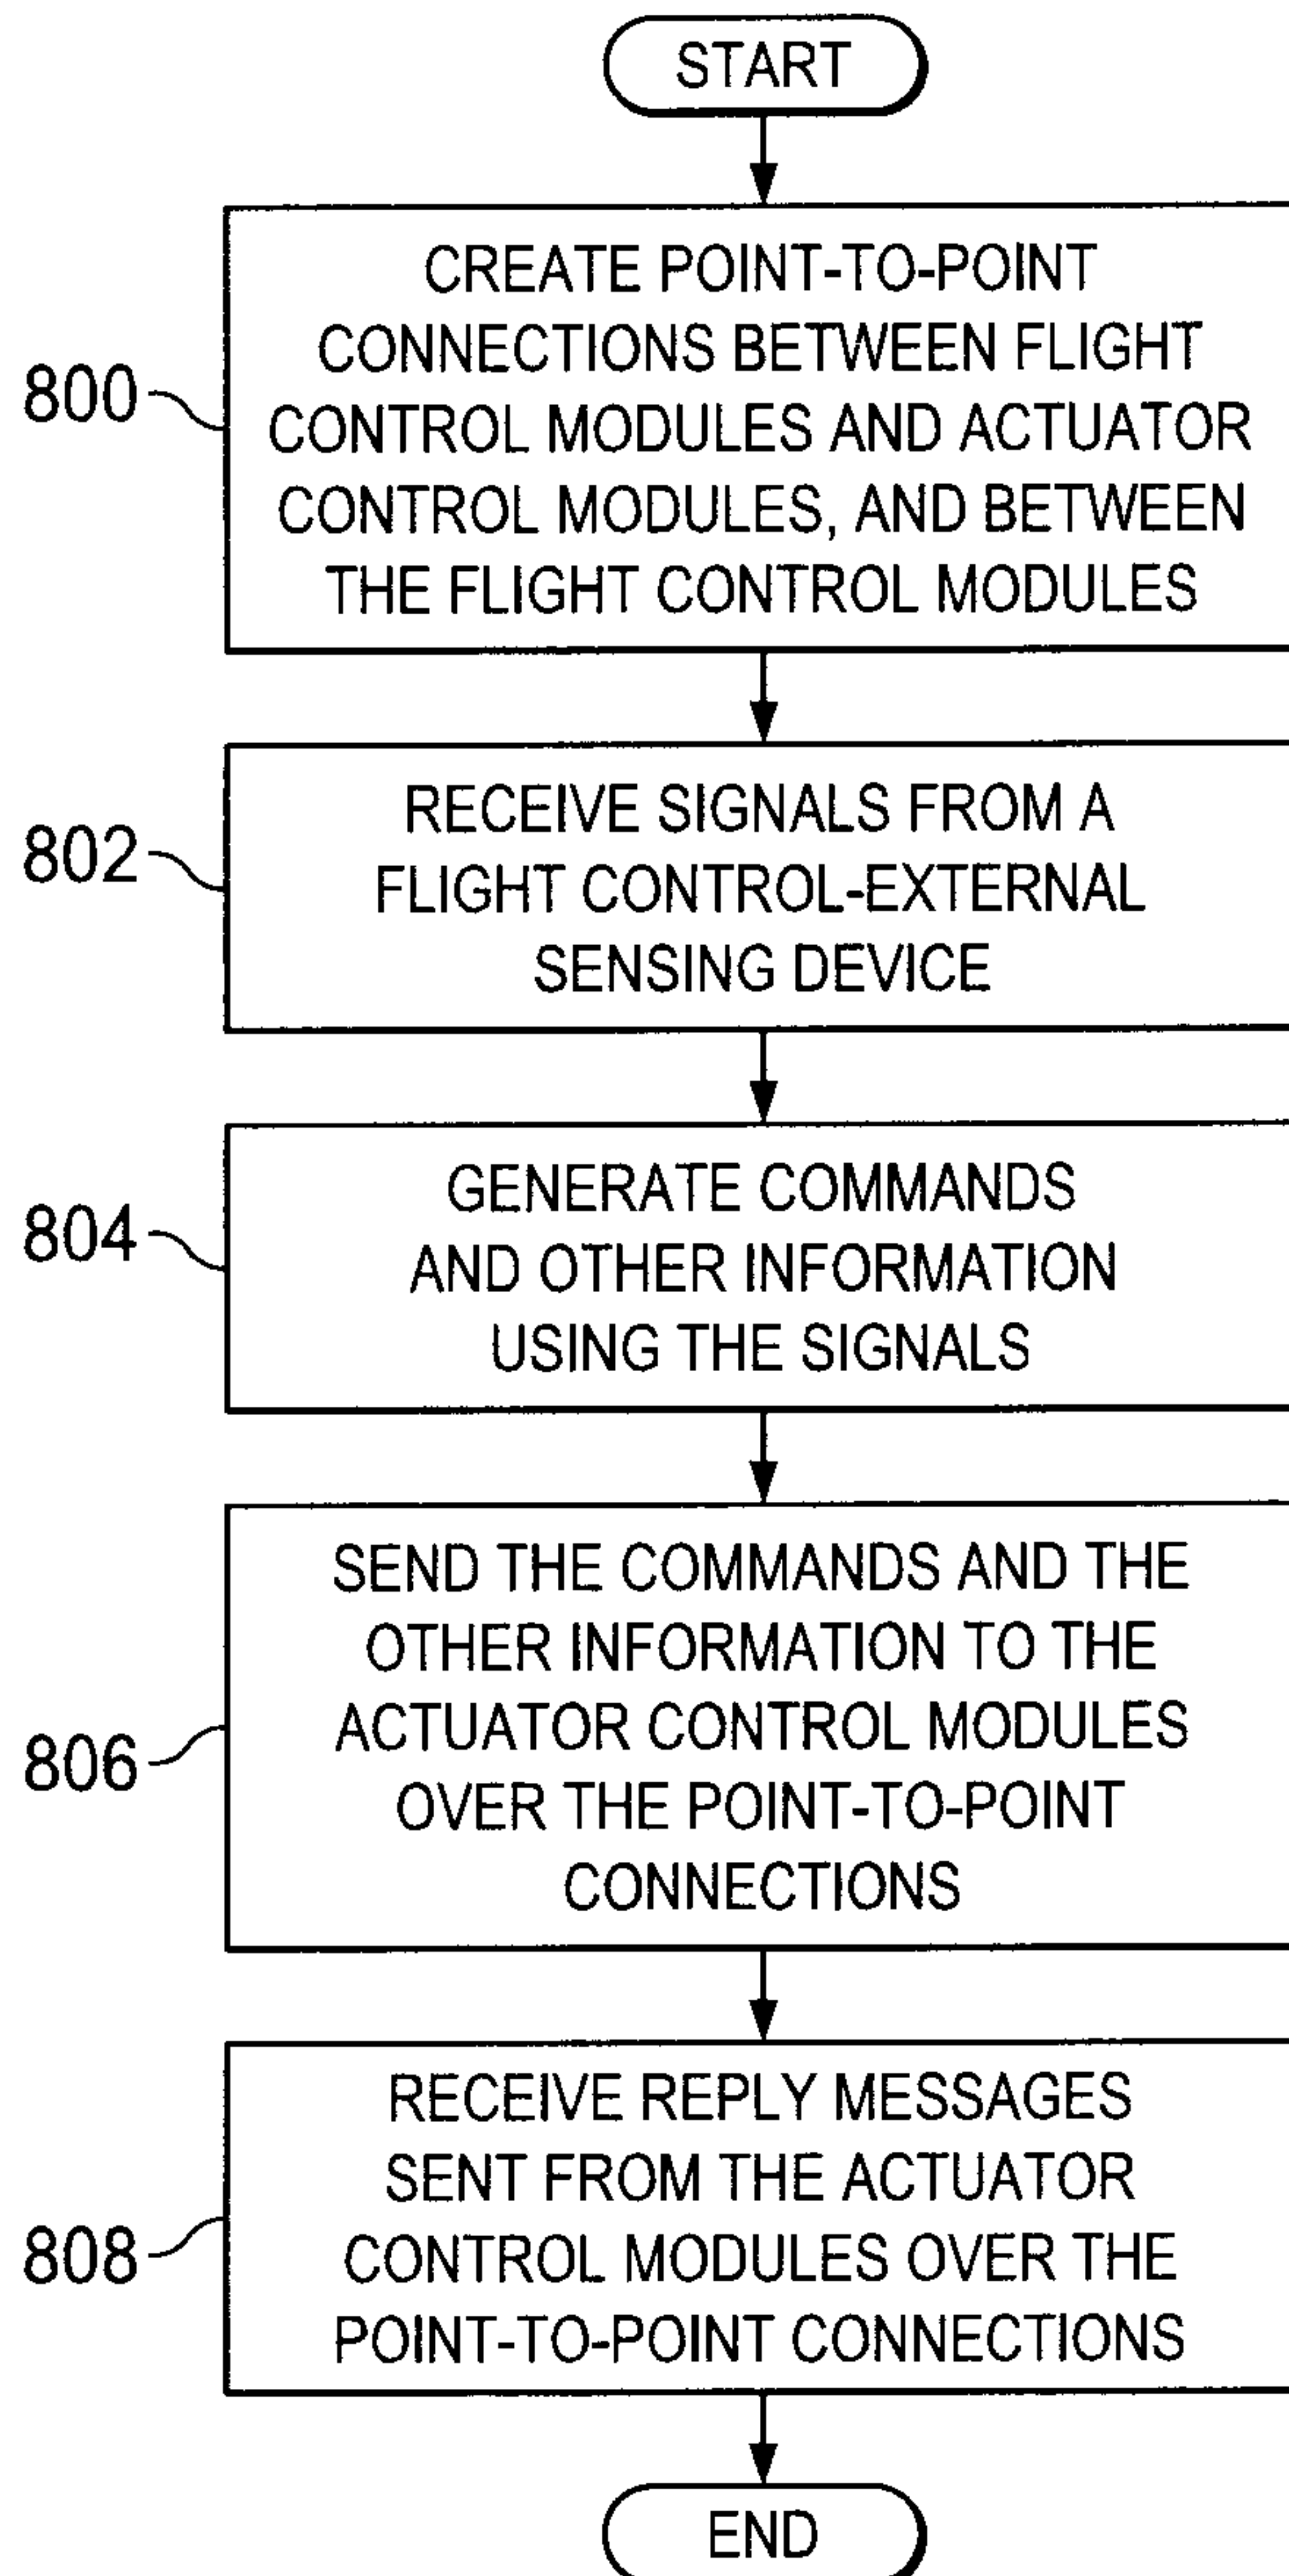 START
800
CREATE POINT-TO-POINT
CONNECTIONS BETWEEN FLIGHT
CONTROL MODULES AND ACTUATOR
CONTROL MODULES, AND BETWEEN
THE FLIGHT CONTROL MODULES
802
RECEIVE SIGNALS FROM A
FLIGHT CONTROL-EXTERNAL
SENSING DEVICE
804
GENERATE COMMANDS
AND OTHER INFORMATION
USING THE SIGNALS
806
SEND THE COMMANDS AND THE
OTHER INFORMATION TO THE
ACTUATOR CONTROL MODULES
OVER THE POINT-TO-POINT
CONNECTIONS
808
RECEIVE REPLY MESSAGES
SENT FROM THE ACTUATOR
CONTROL MODULES OVER THE
POINT-TO-POINT CONNECTIONS
END